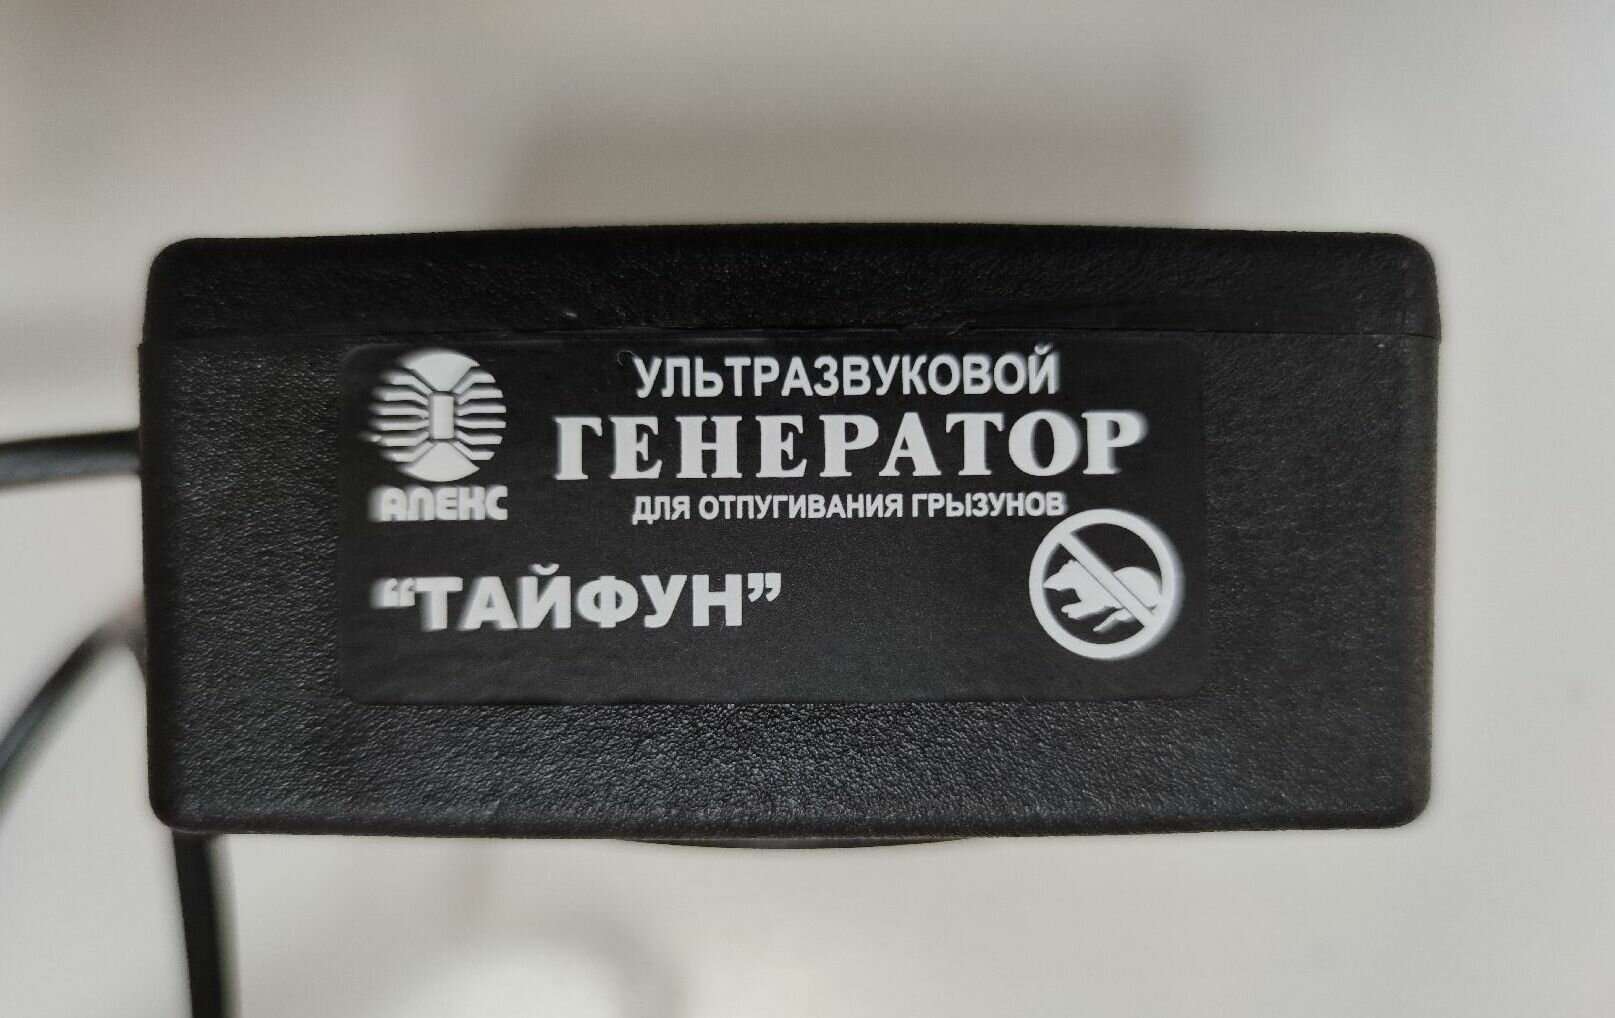 УЛЬТРАЗВУКОВОЙ
ГЕНЕРАТОР
ДЛЯ ОТПУГИВАНИЯ ГРЫЗУНОВ
АЛЕКС
“ТАЙФУН”